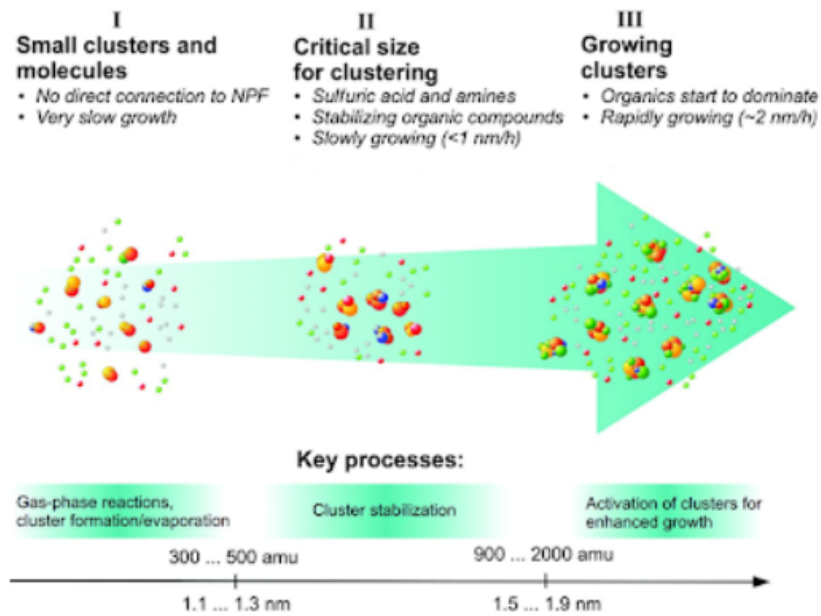 I
Small clusters and
molecules
• No direct connection to NPF
• Very slow growth
II
Critical size
for clustering
• Sulfuric acid and amines
• Stabilizing organic compounds
• Slowly growing (<1 nm/h)
III
Growing
clusters
• Organics start to dominate
• Rapidly growing (~2 nm/h)
Key processes:
Gas-phase reactions,
cluster formation/evaporation
Cluster stabilization
Activation of clusters for
enhanced growth
300 ... 500 amu
900 ... 2000 amu
1.1 ... 1.3 nm
1.5 ... 1.9 nm